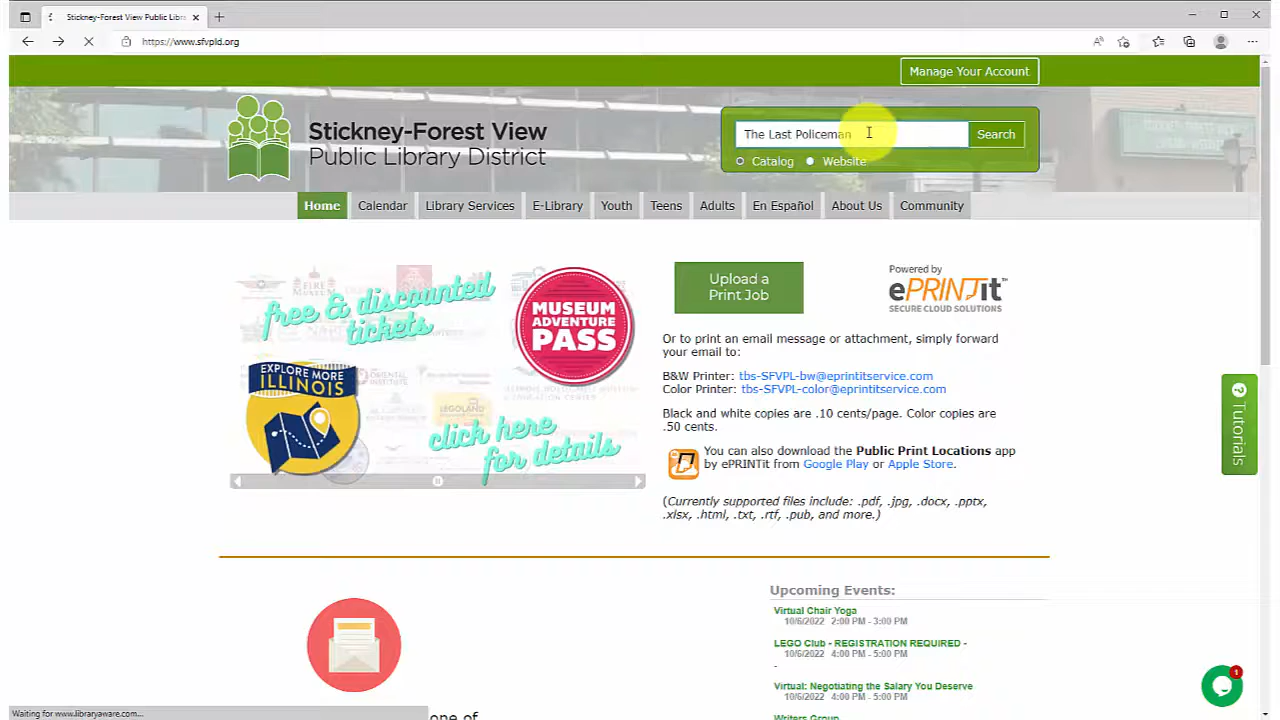 Stickney-Forest View Public Libra
https://www.sfvpld.org
Manage Your Account
Stickney-Forest View
Public Library District
The Last Policeman
Search
Catalog
Website
Home
Calendar
Library Services
E-Library
Youth
Teens
Adults
En Español
About Us
Community
free & discounted
tickets
MUSEUM
ADVENTURE
PASS
EXPLORE MORE
ILLINOIS
click here
for details
Upload a
Print Job
Powered by
ePRINTit
SECURE CLOUD SOLUTIONS
Or to print an email message or attachment, simply forward
your email to:
B&W Printer: tbs-SFVPL-bw@eprintitservice.com
Color Printer: tbs-SFVPL-color@eprintitservice.com
Black and white copies are .10 cents/page. Color copies are
.50 cents.
You can also download the Public Print Locations app
by ePRINTit from Google Play or Apple Store.
(Currently supported files include: .pdf, .jpg, .docx, .pptx,
.xlsx, .html, .txt, .rtf, .pub, and more.)
Tutorials
Upcoming Events:
Virtual Chair Yoga
10/6/2022 2:00 PM - 3:00 PM
LEGO Club - REGISTRATION REQUIRED -
10/6/2022 4:00 PM - 5:00 PM
-
Virtual: Negotiating the Salary You Deserve
10/6/2022 4:00 PM - 5:00 PM
Writers Group
1
Waiting for www.libraryaware.com...
one of